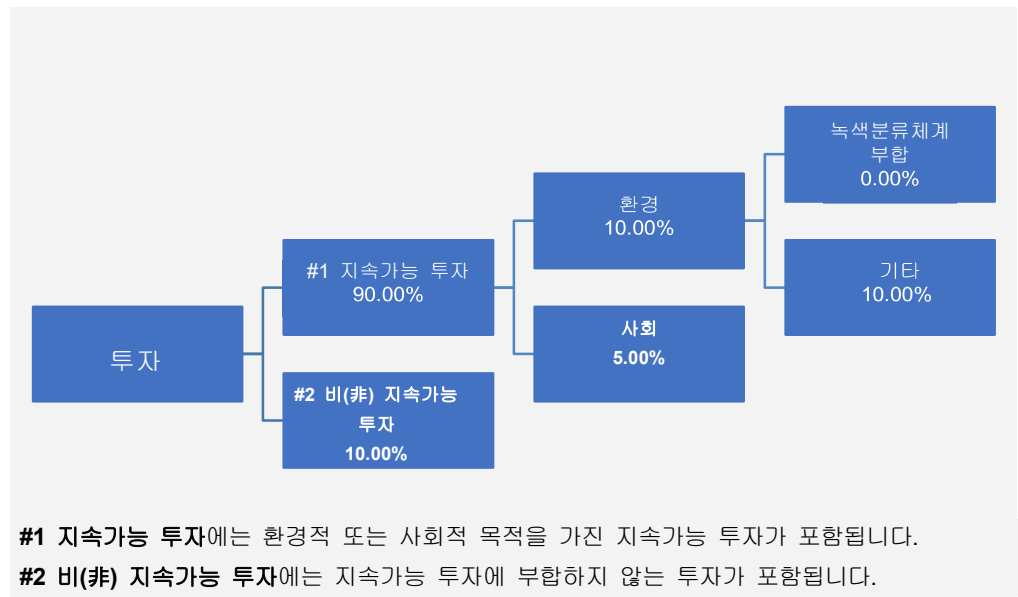 투자
#1 지속가능 투자
90.00%
#2 비(非) 지속가능
투자
10.00%
환경
10.00%
사회
5.00%
녹색분류체계
부합
0.00%
기타
10.00%
#1 지속가능 투자에는 환경적 또는 사회적 목적을 가진 지속가능 투자가 포함됩니다.
#2 비(非) 지속가능 투자에는 지속가능 투자에 부합하지 않는 투자가 포함됩니다.